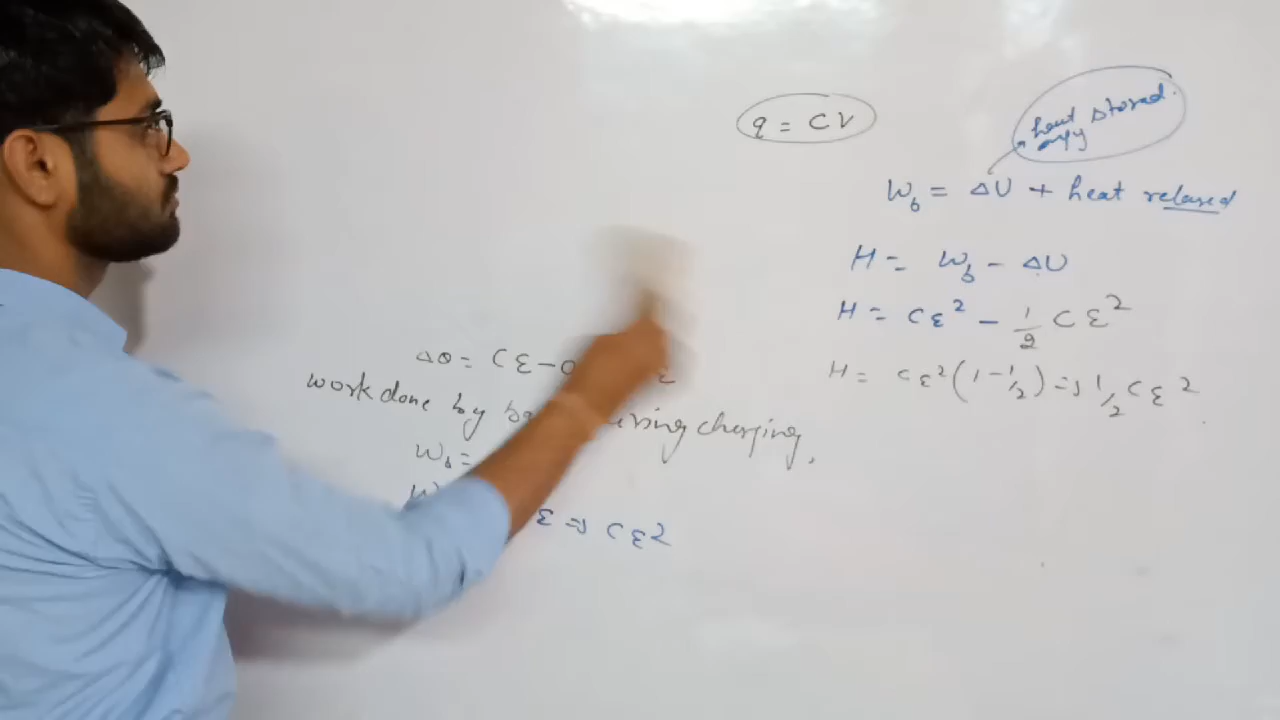 q = CV
heat stored
W_b = ΔU + heat released
H = W_b - ΔU
H = Cε² - 1/2 Cε²
H = Cε²(1 - 1/2) ⇒ 1/2 Cε²
ΔQ = Cε - 0
work done by charging,
W_b =
W
ε ⇒ Cε²